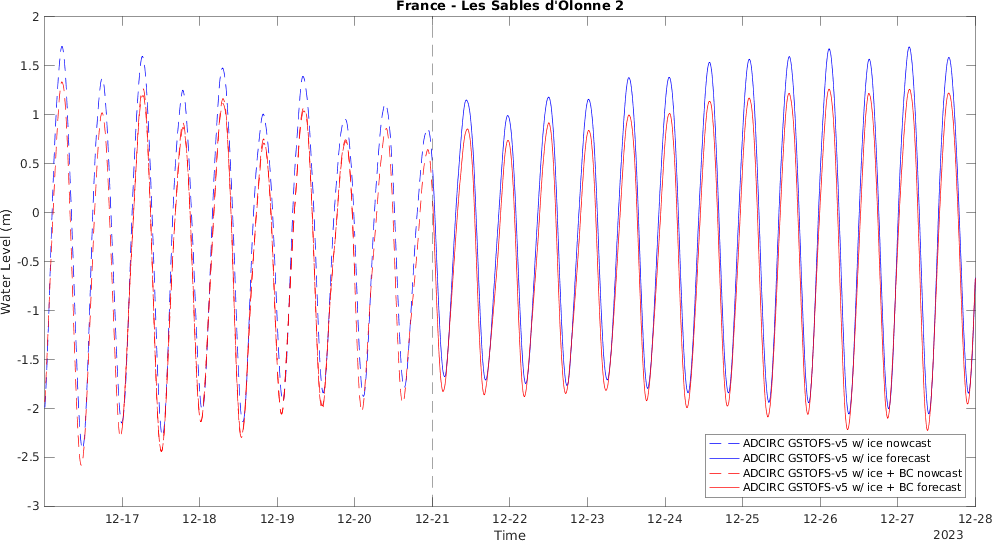 France - Les Sables d'Olonne 2
2
1.5
1
0.5
0
-0.5
-1
-1.5
-2
-2.5
-3
Water Level (m)
12-17 12-18 12-19 12-20 12-21 12-22 12-23 12-24 12-25 12-26 12-27 12-28
Time
2023
ADCIRC GSTOFS-v5 w/ ice nowcast
ADCIRC GSTOFS-v5 w/ ice forecast
ADCIRC GSTOFS-v5 w/ ice + BC nowcast
ADCIRC GSTOFS-v5 w/ ice + BC forecast